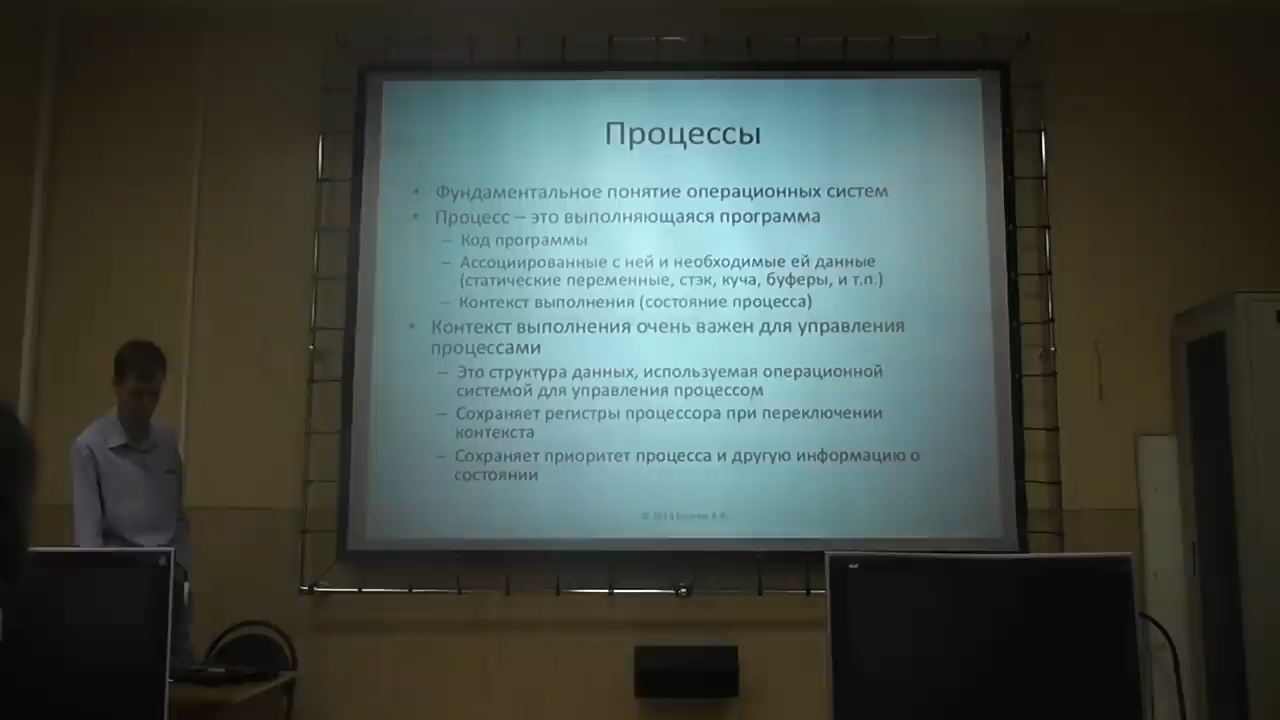 Процессы
• Фундаментальное понятие операционных систем
• Процесс – это выполняющаяся программа
– Код программы
– Ассоциированные с ней и необходимые ей данные
(статические переменные, стэк, куча, буферы, и т.п.)
– Контекст выполнения (состояние процесса)
• Контекст выполнения очень важен для управления
процессами
– Это структура данных, используемая операционной
системой для управления процессом
– Сохраняет регистры процессора при переключении
контекста
– Сохраняет приоритет процесса и другую информацию о
состоянии